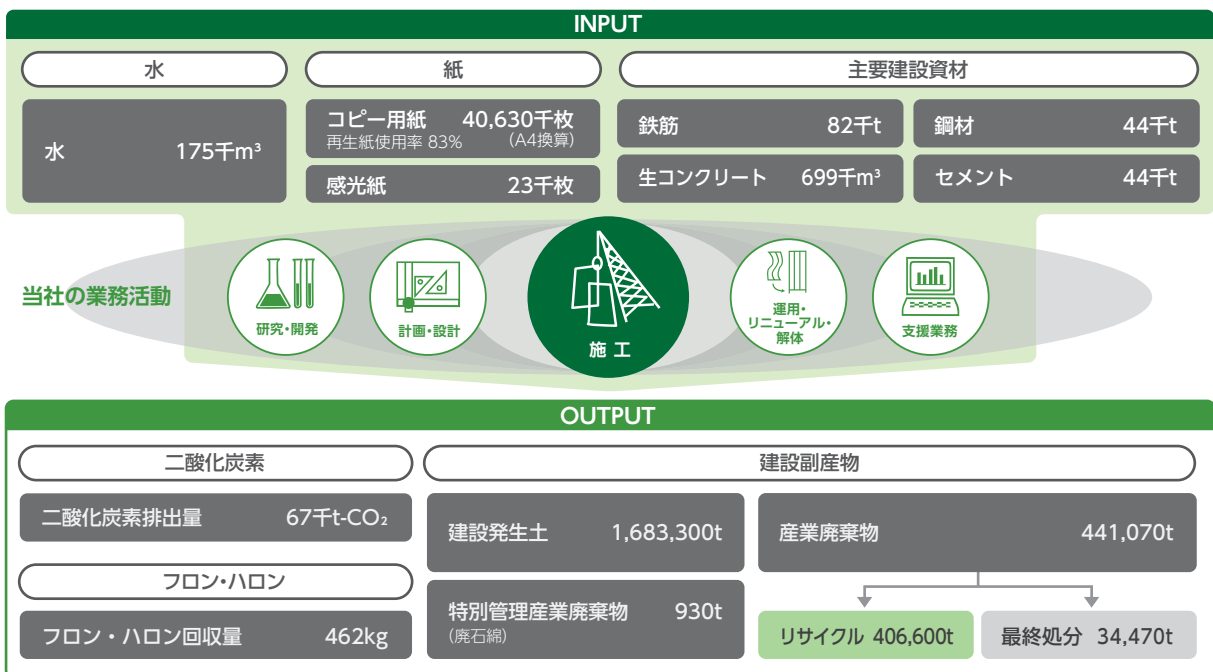 INPUT
水
紙
主要建設資材
水 175千m³
コピー用紙 40,630千枚
再生紙使用率 83% (A4換算)
感光紙 23千枚
鉄筋 82千t
鋼材 44千t
生コンクリート 699千m³
セメント 44千t
当社の業務活動
研究・開発
計画・設計
施工
運用・
リニューアル・
解体
支援業務
OUTPUT
二酸化炭素
建設副産物
二酸化炭素排出量 67千t-CO₂
フロン・ハロン
フロン・ハロン回収量 462kg
建設発生土 1,683,300t
特別管理産業廃棄物 930t
(廃石綿)
産業廃棄物 441,070t
リサイクル 406,600t
最終処分 34,470t